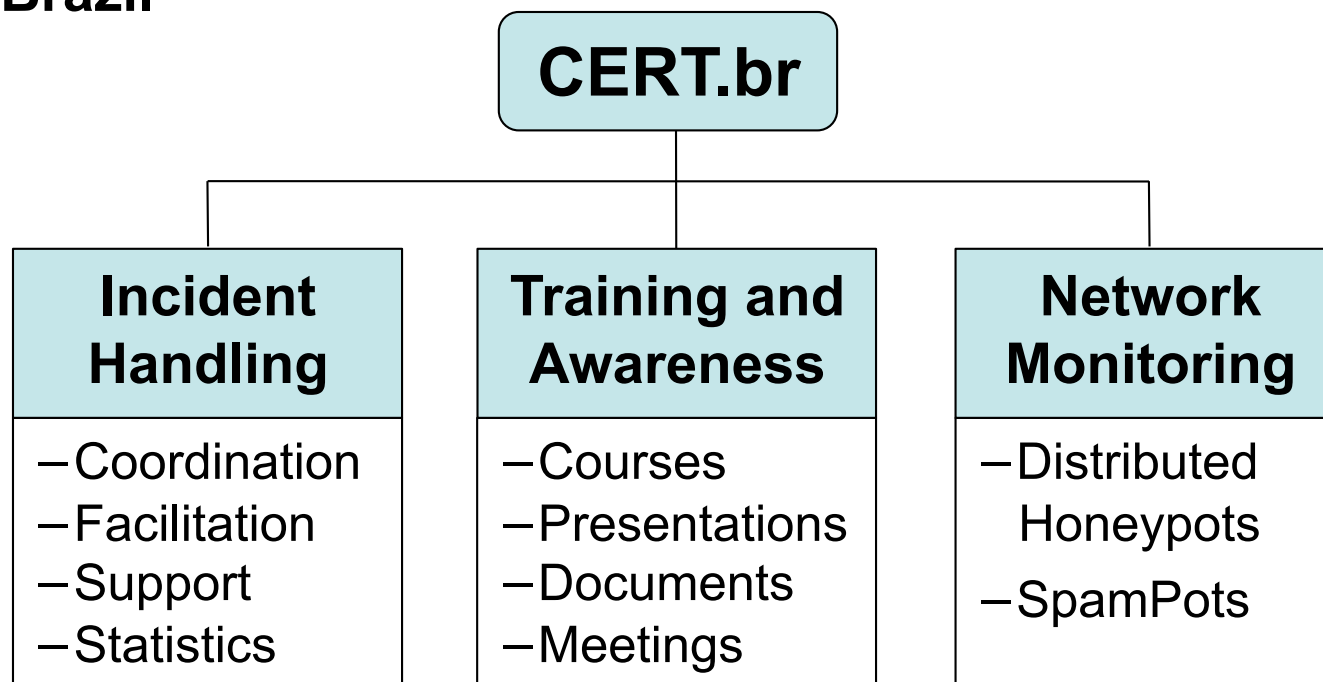 Brazil
CERT.br
Incident
Handling
–Coordination
–Facilitation
–Support
–Statistics
Training and
Awareness
–Courses
–Presentations
–Documents
–Meetings
Network
Monitoring
–Distributed
Honeypots
–SpamPots